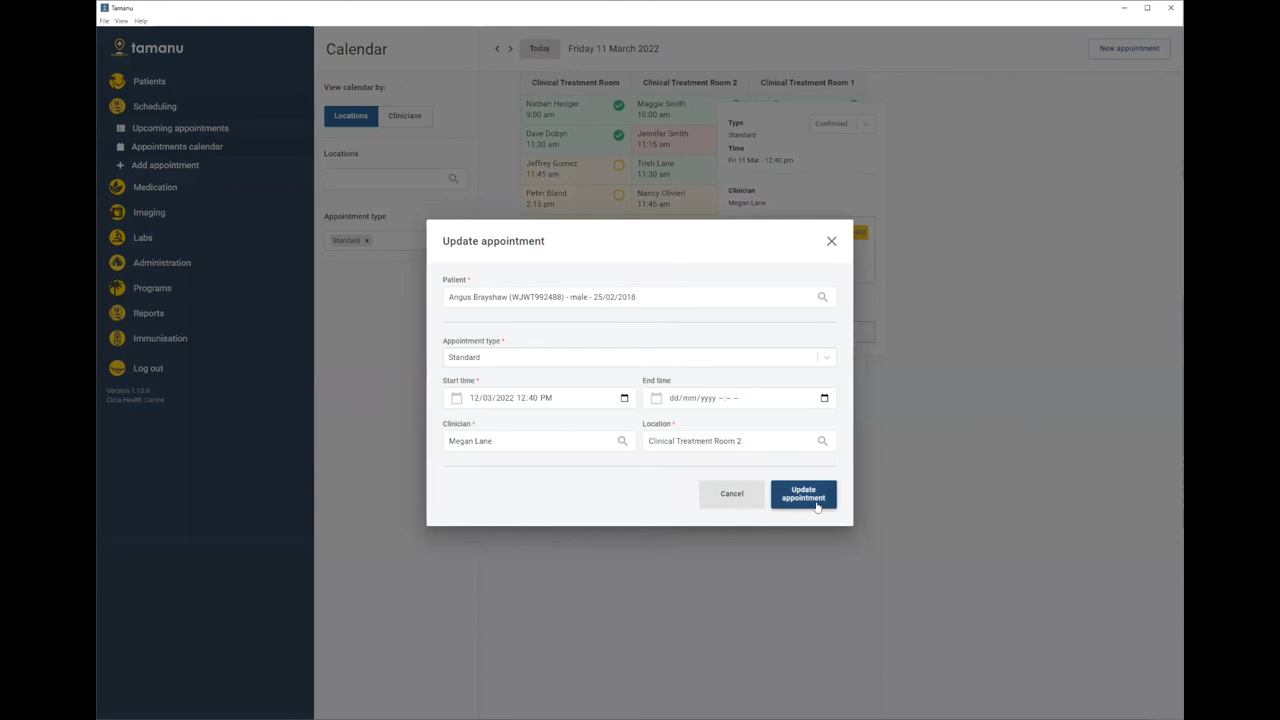 Tamanu
File View Help
tamanu
Patients
Scheduling
Upcoming appointments
Appointments calendar
Add appointment
Medication
Imaging
Labs
Administration
Programs
Reports
Immunisation
Log out
Version 1.13.0
Cicia Health Centre
Calendar
View calendar by:
Locations Clinicians
Locations
Appointment type
Standard ×
Today Friday 11 March 2022
New appointment
Clinical Treatment Room Clinical Treatment Room 2 Clinical Treatment Room 1
Nathan Hedger
9:00 am
Maggie Smith
10:00 am
Dave Dobyn
11:30 am
Jennifer Smith
11:15 am
Jeffrey Gomez
11:45 am
Trish Lane
11:30 am
Peter Bland
2:15 pm
Nancy Olivieri
11:45 am
Type
Standard
Confirmed
Time
Fri 11 Mar - 12:40 pm
Clinician
Megan Lane
Update appointment
Patient *
Angus Brayshaw (WJWT992488) - male - 25/02/2018
Appointment type *
Standard
Start time * End time
12/03/2022 12:40 PM dd/mm/yyyy --:-- --
Clinician * Location *
Megan Lane Clinical Treatment Room 2
Cancel
Update
appointment